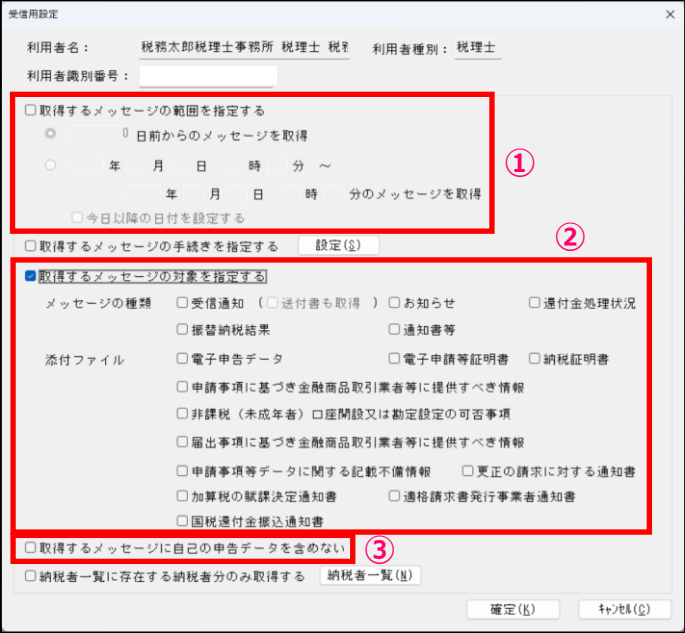 受信用設定
利用者名： 税務太郎税理士事務所 税理士 税 利用者種別： 税理士
利用者識別番号：
取得するメッセージの範囲を指定する
0 日前からのメッセージを取得
年 月 日 時 分 ～
年 月 日 時 分のメッセージを取得
今日以降の日付を設定する
①
取得するメッセージの手続きを指定する 設定(S)
②
取得するメッセージの対象を指定する
メッセージの種類 受信通知 （ 送付書も取得 ） お知らせ 還付金処理状況
振替納税結果 通知書等
添付ファイル 電子申告データ 電子申請等証明書 納税証明書
申請事項に基づき金融商品取引業者等に提供すべき情報
非課税（未成年者）口座開設又は勘定設定の可否事項
届出事項に基づき金融商品取引業者等に提供すべき情報
申請事項等データに関する記載不備情報 更正の請求に対する通知書
加算税の賦課決定通知書 適格請求書発行事業者通知書
国税還付金振込通知書
取得するメッセージに自己の申告データを含めない ③
納税者一覧に存在する納税者分のみ取得する 納税者一覧(N)
確定(K) ｷｬﾝｾﾙ(C)